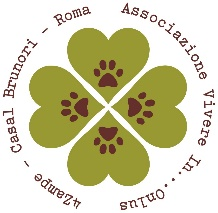 4Zampe - Casal Brunori - Roma
Associazione Vivere In...Onlus